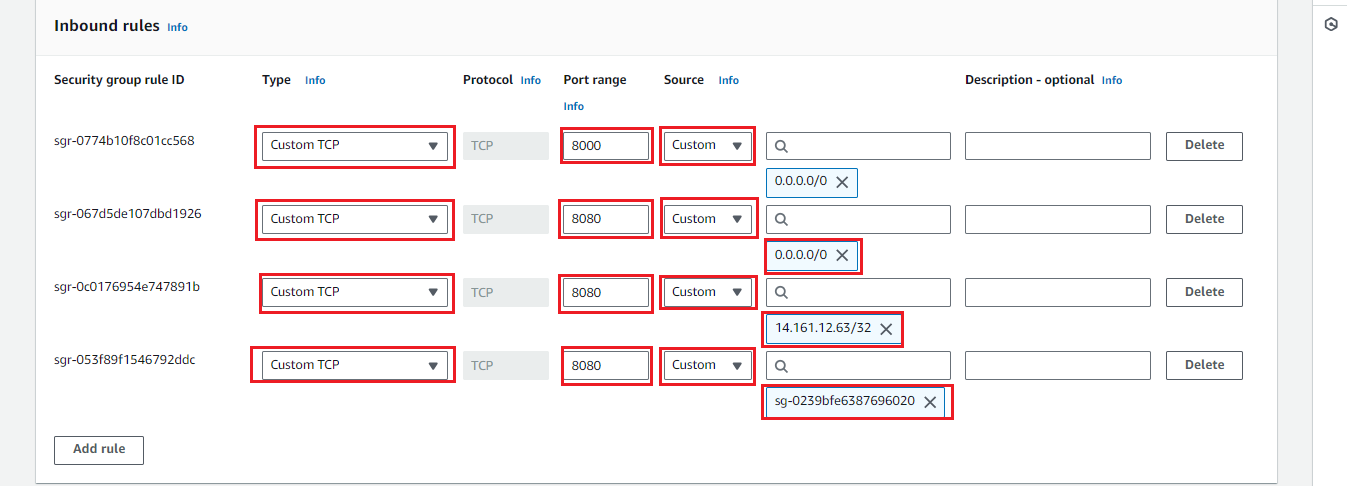 Inbound rules Info
Security group rule ID Type Info Protocol Info Port range Info Source Info Description - optional Info
sgr-0774b10f8c01cc568 Custom TCP TCP 8000 Custom Delete
0.0.0.0/0
sgr-067d5de107dbd1926 Custom TCP TCP 8080 Custom Delete
0.0.0.0/0
sgr-0c0176954e747891b Custom TCP TCP 8080 Custom Delete
14.161.12.63/32
sgr-053f89f1546792ddc Custom TCP TCP 8080 Custom Delete
sg-0239bfe6387696020
Add rule